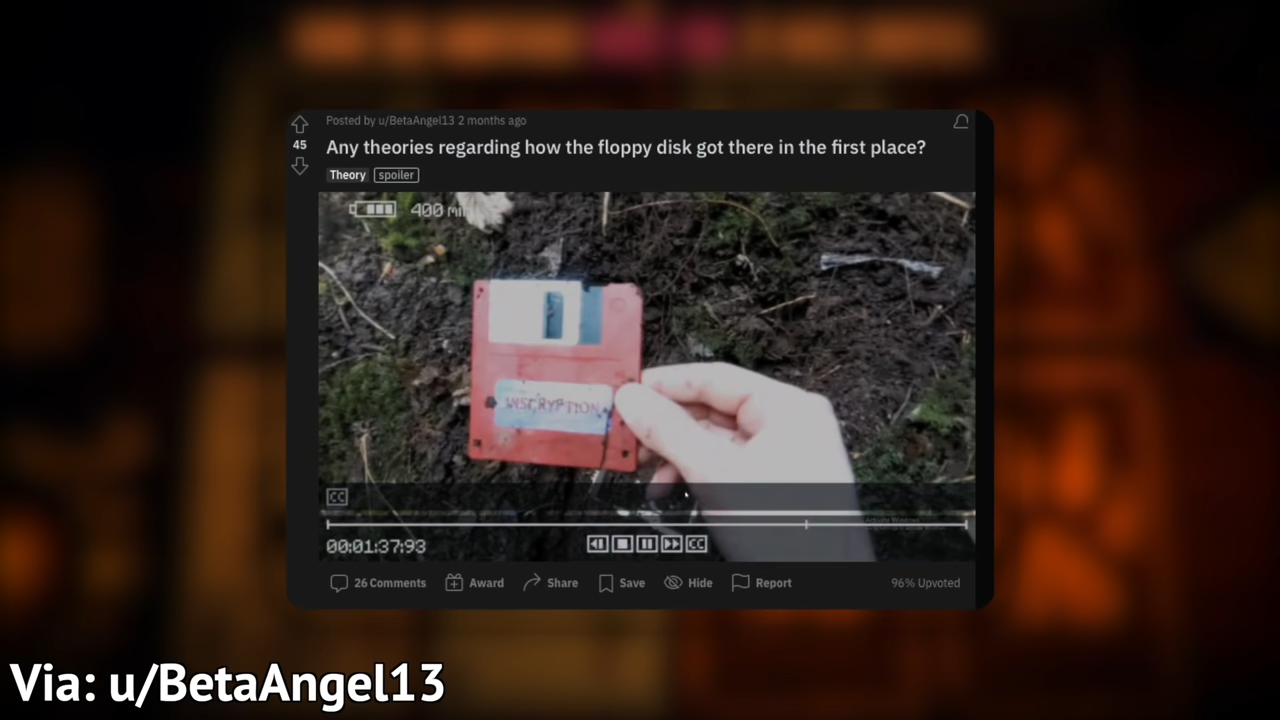 Posted by u/BetaAngel13 2 months ago
45
Any theories regarding how the floppy disk got there in the first place?
Theory spoiler
400 min
INSCRYPTION
CC
00:01:37:93
CC
26 Comments Award Share Save Hide Report 96% Upvoted
Via: u/BetaAngel13